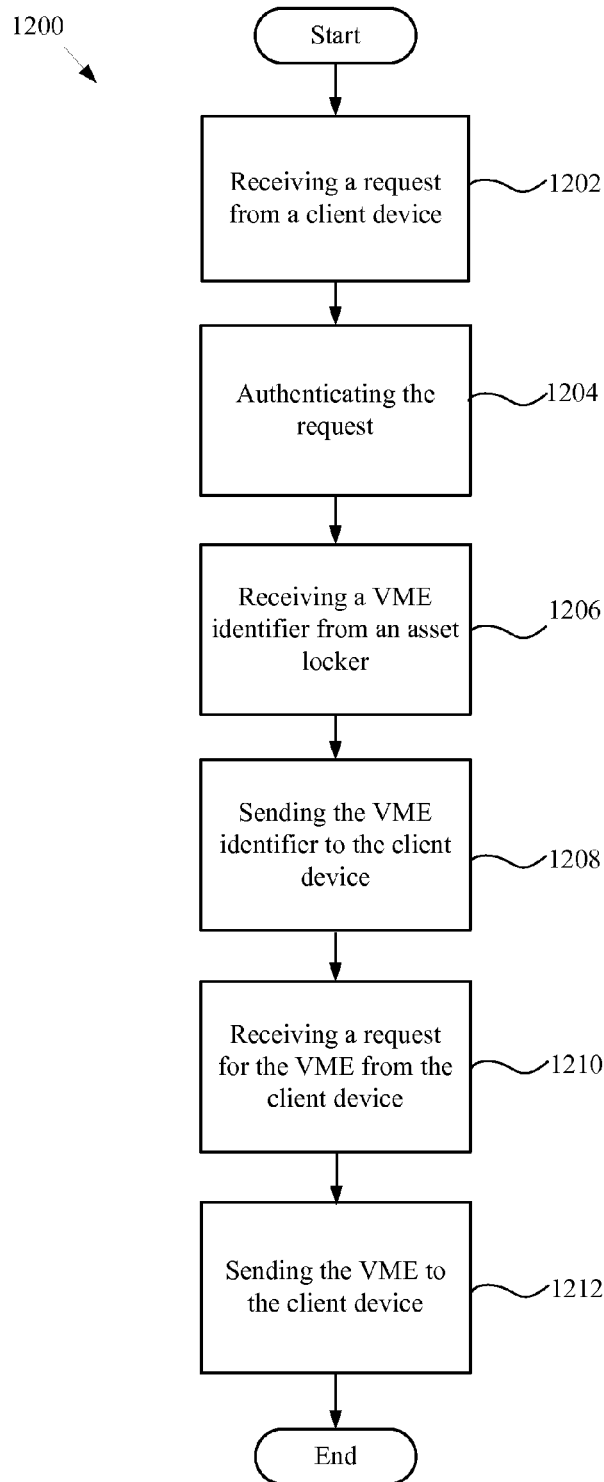 1200
Start
Receiving a request
from a client device
1202
Authenticating the
request
1204
Receiving a VME
identifier from an asset
locker
1206
Sending the VME
identifier to the client
device
1208
Receiving a request
for the VME from the
client device
1210
Sending the VME to
the client device
1212
End